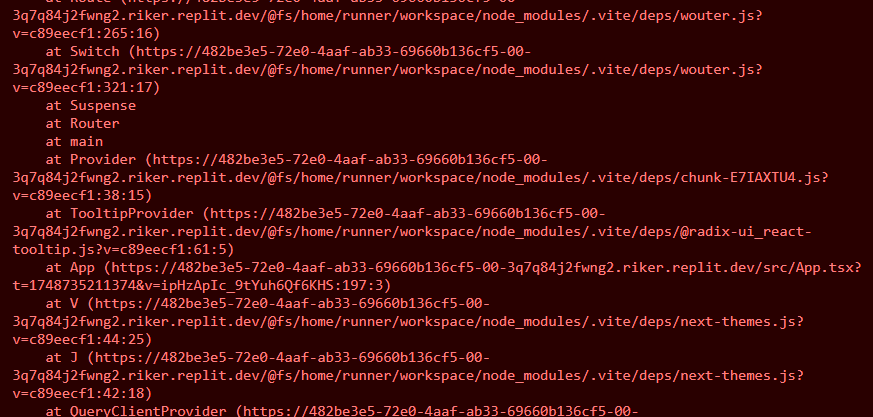 at Route (https://482be3e5-72e0-4aaf-ab33-69660b136cf5-00-
3q7q84j2fwng2.riker.replit.dev/@fs/home/runner/workspace/node_modules/.vite/deps/wouter.js?
v=c89eecf1:265:16)
at Switch (https://482be3e5-72e0-4aaf-ab33-69660b136cf5-00-
3q7q84j2fwng2.riker.replit.dev/@fs/home/runner/workspace/node_modules/.vite/deps/wouter.js?
v=c89eecf1:321:17)
at Suspense
at Router
at main
at Provider (https://482be3e5-72e0-4aaf-ab33-69660b136cf5-00-
3q7q84j2fwng2.riker.replit.dev/@fs/home/runner/workspace/node_modules/.vite/deps/chunk-E7IAXTU4.js?
v=c89eecf1:38:15)
at TooltipProvider (https://482be3e5-72e0-4aaf-ab33-69660b136cf5-00-
3q7q84j2fwng2.riker.replit.dev/@fs/home/runner/workspace/node_modules/.vite/deps/@radix-ui_react-
tooltip.js?v=c89eecf1:61:5)
at App (https://482be3e5-72e0-4aaf-ab33-69660b136cf5-00-3q7q84j2fwng2.riker.replit.dev/src/App.tsx?
t=1748735211374&v=ipHzApIc_9tYuh6Qf6KHS:197:3)
at V (https://482be3e5-72e0-4aaf-ab33-69660b136cf5-00-
3q7q84j2fwng2.riker.replit.dev/@fs/home/runner/workspace/node_modules/.vite/deps/next-themes.js?
v=c89eecf1:44:25)
at J (https://482be3e5-72e0-4aaf-ab33-69660b136cf5-00-
3q7q84j2fwng2.riker.replit.dev/@fs/home/runner/workspace/node_modules/.vite/deps/next-themes.js?
v=c89eecf1:42:18)
at QueryClientProvider (https://482be3e5-72e0-4aaf-ab33-69660b136cf5-00-